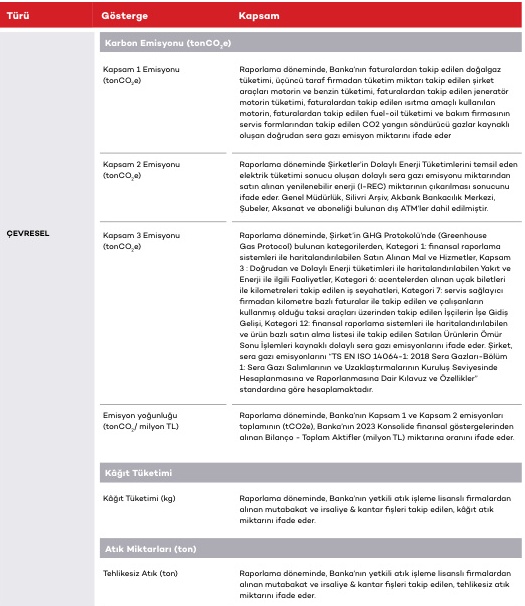 Türü Gösterge Kapsam
Karbon Emisyonu (tonCO₂e)
Kapsam 1 Emisyonu
(tonCO₂e)
Raporlama döneminde, Banka'nın faturalardan takip edilen doğalgaz
tüketimi, üçüncü taraf firmadan tüketim miktarı takip edilen şirket
araçları motorin ve benzin tüketimi, faturalardan takip edilen jeneratör
motorin tüketimi, faturalardan takip edilen ısıtma amaçlı kullanılan
motorin, faturalardan takip edilen fuel-oil tüketimi ve bakım firmasının
servis formlarından takip edilen CO2 yangın söndürücü gazlar kaynaklı
oluşan doğrudan sera gazı emisyon miktarını ifade eder
Kapsam 2 Emisyonu
(tonCO₂e)
Raporlama döneminde Şirketler'in Dolaylı Enerji Tüketimlerini temsil eden
elektrik tüketimi sonucu oluşan dolaylı sera gazı emisyonu miktarından
satın alınan yenilenebilir enerji (I-REC) miktarının çıkarılması sonucunu
ifade eder. Genel Müdürlük, Silivri Arşiv, Akbank Bankacılık Merkezi,
Şubeler, Aksanat ve aboneliği bulunan dış ATM'ler dahil edilmiştir.
ÇEVRESEL
Kapsam 3 Emisyonu
(tonCO₂e)
Raporlama döneminde, Şirket'in GHG Protokolü'nde (Greenhouse
Gas Protocol) bulunan kategorilerden, Kategori 1: finansal raporlama
sistemleri ile haritalandırılabilen Satın Alınan Mal ve Hizmetler, Kapsam
3 : Doğrudan ve Dolaylı Enerji tüketimleri ile haritalandırılabilen Yakıt ve
Enerji ile ilgili Faaliyetler, Kategori 6: acentelerden alınan uçak biletleri
ile kilometreleri takip edilen iş seyahatleri, Kategori 7: servis sağlayıcı
firmadan kilometre bazlı faturalar ile takip edilen ve çalışanların
kullanmış olduğu taksi araçları üzerinden takip edilen İşçilerin İşe Gidiş
Gelişi, Kategori 12: finansal raporlama sistemleri ile haritalandırılabilen
ve ürün bazlı satın alma listesi ile takip edilen Satılan Ürünlerin Ömür
Sonu İşlemleri kaynaklı dolaylı sera gazı emisyonlarını ifade eder. Şirket,
sera gazı emisyonlarını "TS EN ISO 14064-1: 2018 Sera Gazları-Bölüm
1: Sera Gazı Salımlarının ve Uzaklaştırmalarının Kuruluş Seviyesinde
Hesaplanmasına ve Raporlanmasına Dair Kılavuz ve Özellikler"
standardına göre hesaplamaktadır.
Emisyon yoğunluğu
(tonCO₂/ milyon TL)
Raporlama döneminde, Banka'nın Kapsam 1 ve Kapsam 2 emisyonları
toplamının (tCO2e), Banka'nın 2023 Konsolide finansal göstergelerinden
alınan Bilanço - Toplam Aktifler (milyon TL) miktarına oranını ifade eder.
Kâğıt Tüketimi
Kâğıt Tüketimi (kg)
Raporlama döneminde, Banka'nın yetkili atık işleme lisanslı firmalardan
alınan mutabakat ve irsaliye & kantar fişleri takip edilen, kâğıt atık
miktarını ifade eder.
Atık Miktarları (ton)
Tehlikesiz Atık (ton)
Raporlama döneminde, Banka'nın yetkili atık işleme lisanslı firmalardan
alınan mutabakat ve irsaliye & kantar fişleri takip edilen, tehlikesiz atık
miktarını ifade eder.